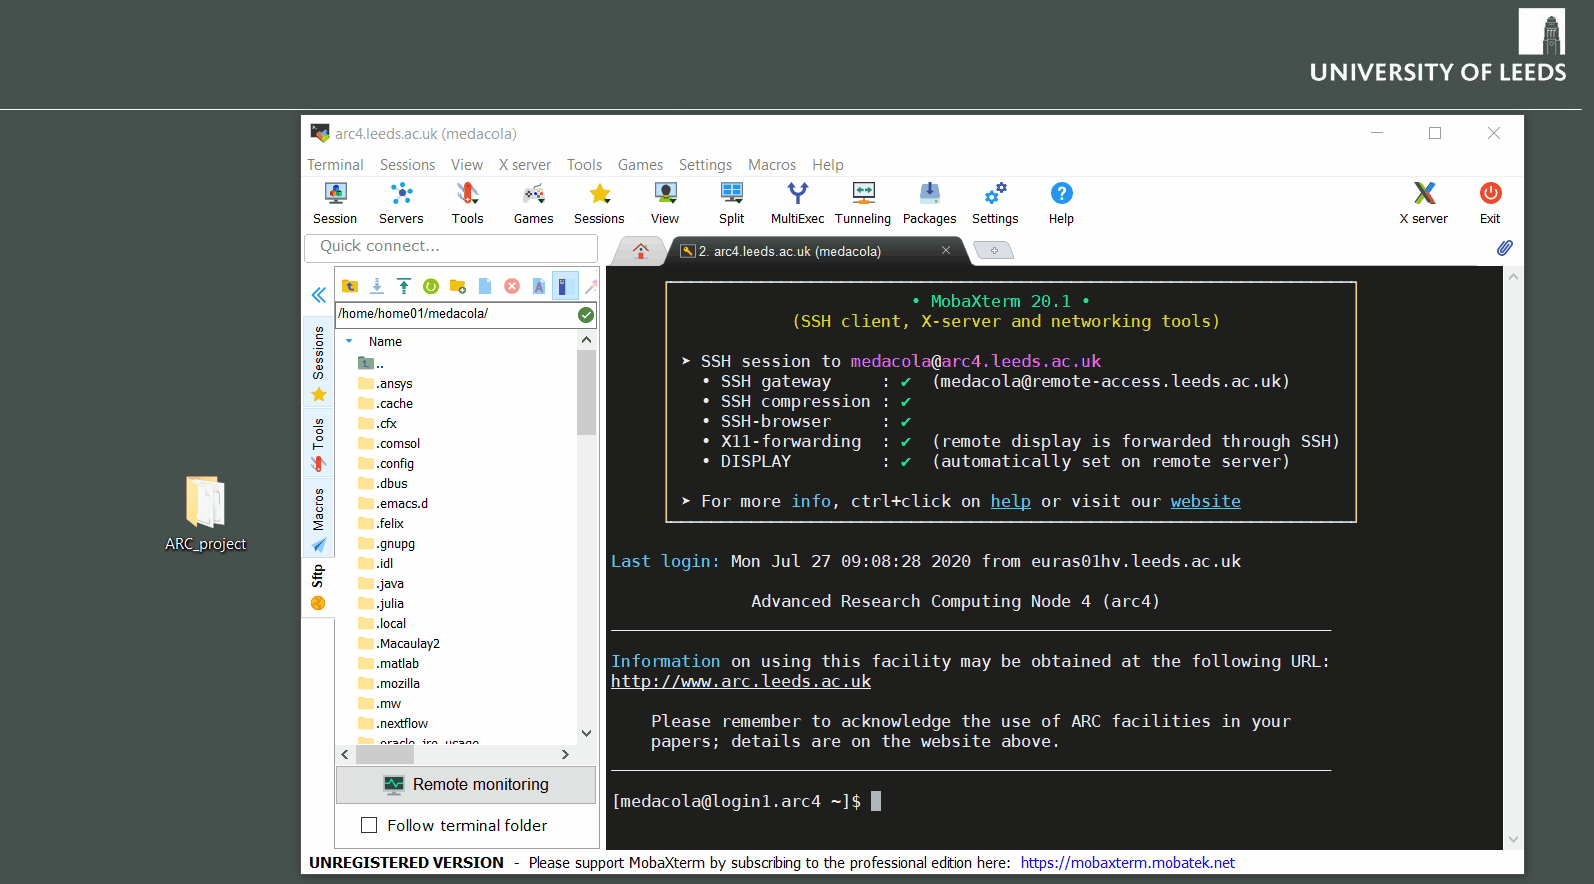 UNIVERSITY OF LEEDS
arc4.leeds.ac.uk (medacola)
Terminal Sessions View X server Tools Games Settings Macros Help
Session Servers Tools Games Sessions View Split MultiExec Tunneling Packages Settings Help X server Exit
Quick connect...
2. arc4.leeds.ac.uk (medacola)
/home/home01/medacola/
Name
..
.ansys
.cache
.cfx
.comsol
.config
.dbus
.emacs.d
.felix
.gnupg
.idl
.java
.julia
.local
.Macaulay2
.matlab
.mozilla
.mw
.nextflow
.oracle_jre_usage
Sessions
Tools
Macros
Sftp
Remote monitoring
Follow terminal folder
ARC_project
• MobaXterm 20.1 •
(SSH client, X-server and networking tools)
➤ SSH session to medacola@arc4.leeds.ac.uk
• SSH gateway : ✔ (medacola@remote-access.leeds.ac.uk)
• SSH compression : ✔
• SSH-browser : ✔
• X11-forwarding : ✔ (remote display is forwarded through SSH)
• DISPLAY : ✔ (automatically set on remote server)
➤ For more info, ctrl+click on help or visit our website
Last login: Mon Jul 27 09:08:28 2020 from euras01hv.leeds.ac.uk
Advanced Research Computing Node 4 (arc4)
Information on using this facility may be obtained at the following URL:
http://www.arc.leeds.ac.uk
Please remember to acknowledge the use of ARC facilities in your
papers; details are on the website above.
[medacola@login1.arc4 ~]$
UNREGISTERED VERSION - Please support MobaXterm by subscribing to the professional edition here: https://mobaxterm.mobatek.net